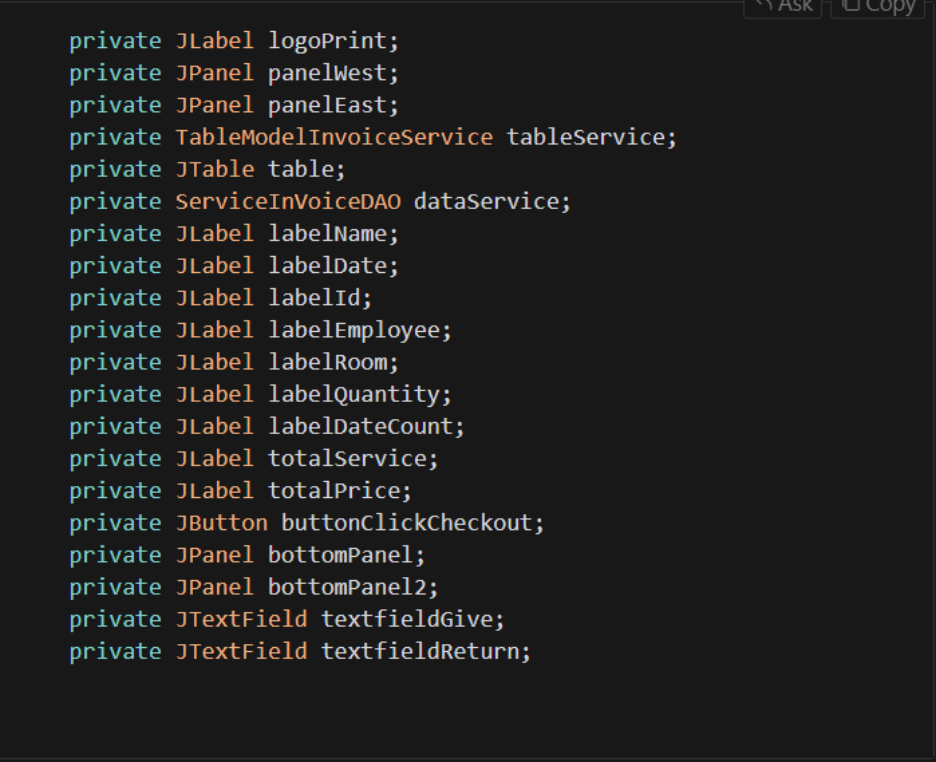 Ask Copy
private JLabel logoPrint;
private JPanel panelWest;
private JPanel panelEast;
private TableModelInvoiceService tableService;
private JTable table;
private ServiceInVoiceDAO dataService;
private JLabel labelName;
private JLabel labelDate;
private JLabel labelId;
private JLabel labelEmployee;
private JLabel labelRoom;
private JLabel labelQuantity;
private JLabel labelDateCount;
private JLabel totalService;
private JLabel totalPrice;
private JButton buttonClickCheckout;
private JPanel bottomPanel;
private JPanel bottomPanel2;
private JTextField textfieldGive;
private JTextField textfieldReturn;